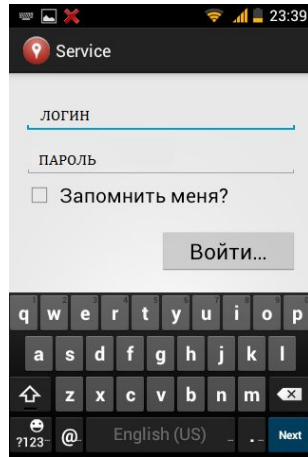 23:39
Service
логин
пароль
Запомнить меня?
Войти...
q w e r t y u i o p
a s d f g h j k l
z x c v b n m
?123 @ English (US) . Next